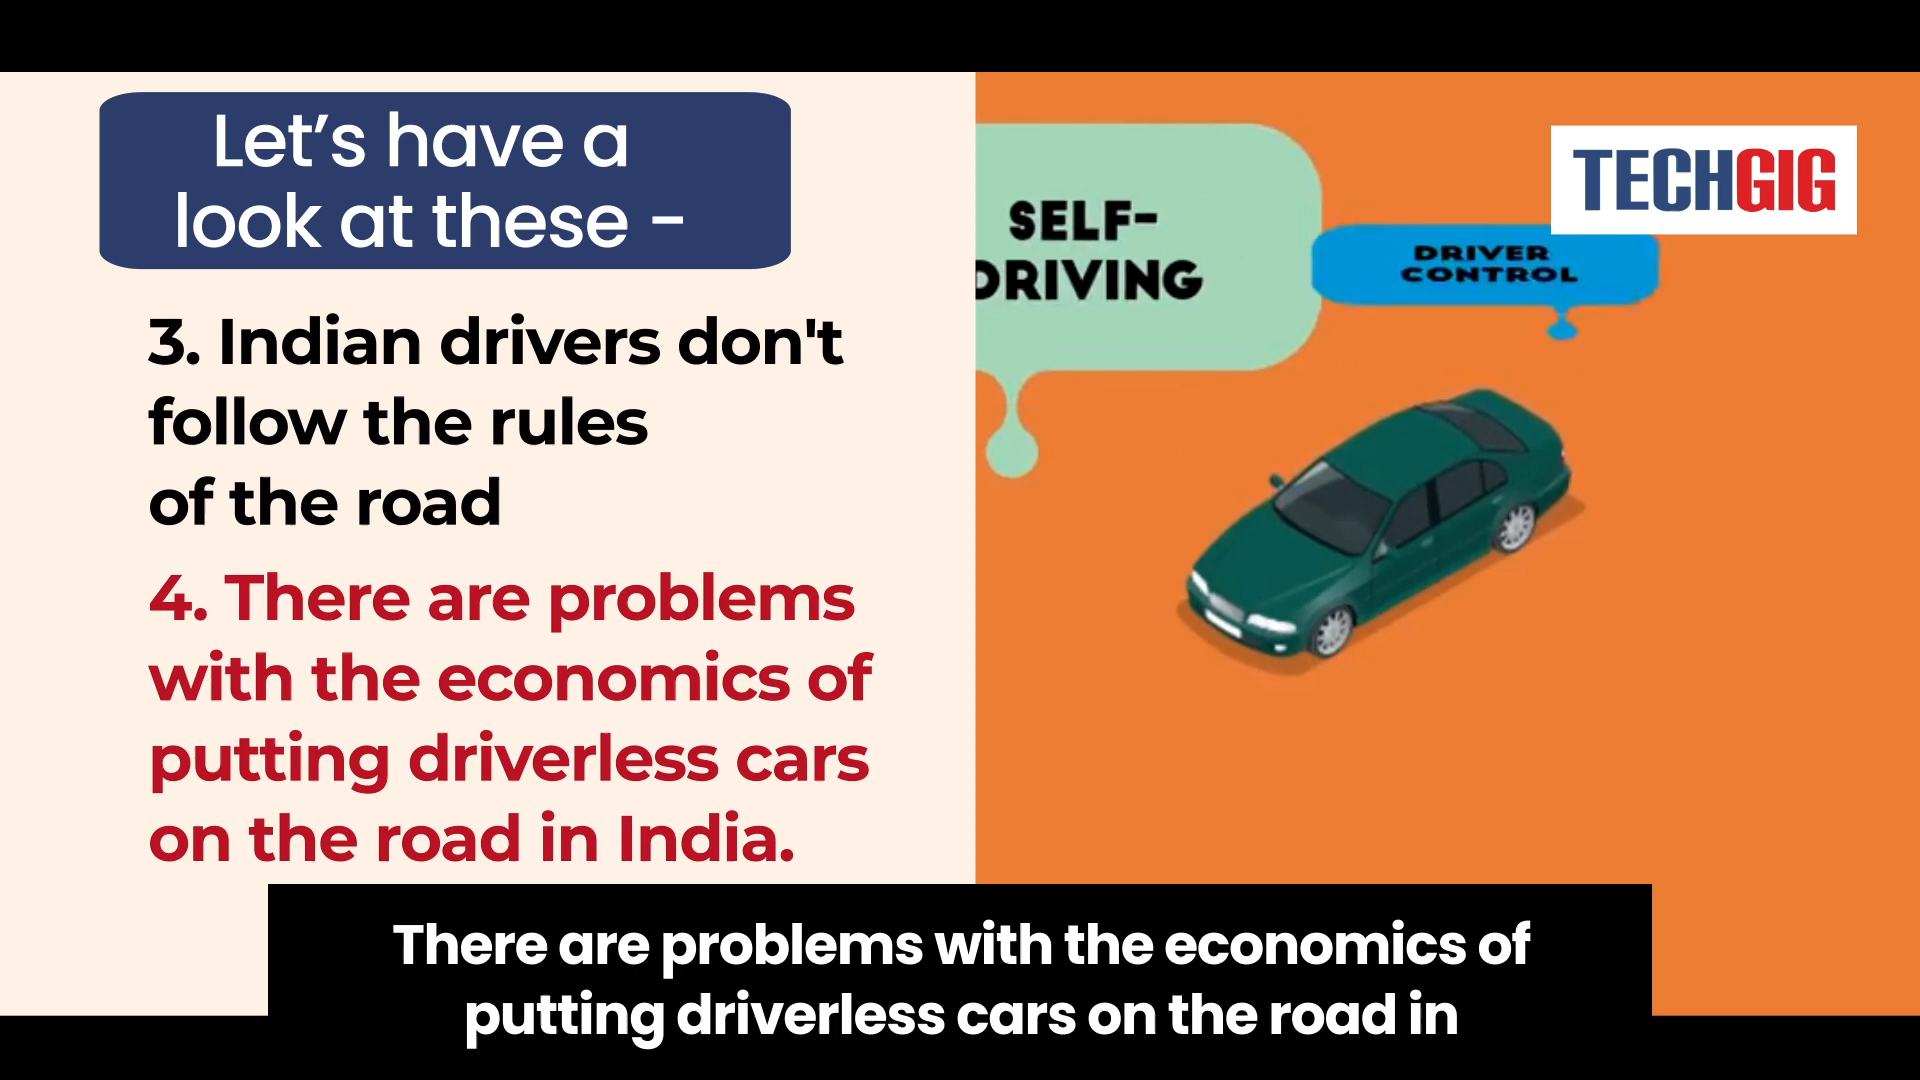 Let’s have a
look at these -
3. Indian drivers don't
follow the rules
of the road
4. There are problems
with the economics of
putting driverless cars
on the road in India.
SELF-
DRIVING
DRIVER
CONTROL
TECHGIG
There are problems with the economics of
putting driverless cars on the road in